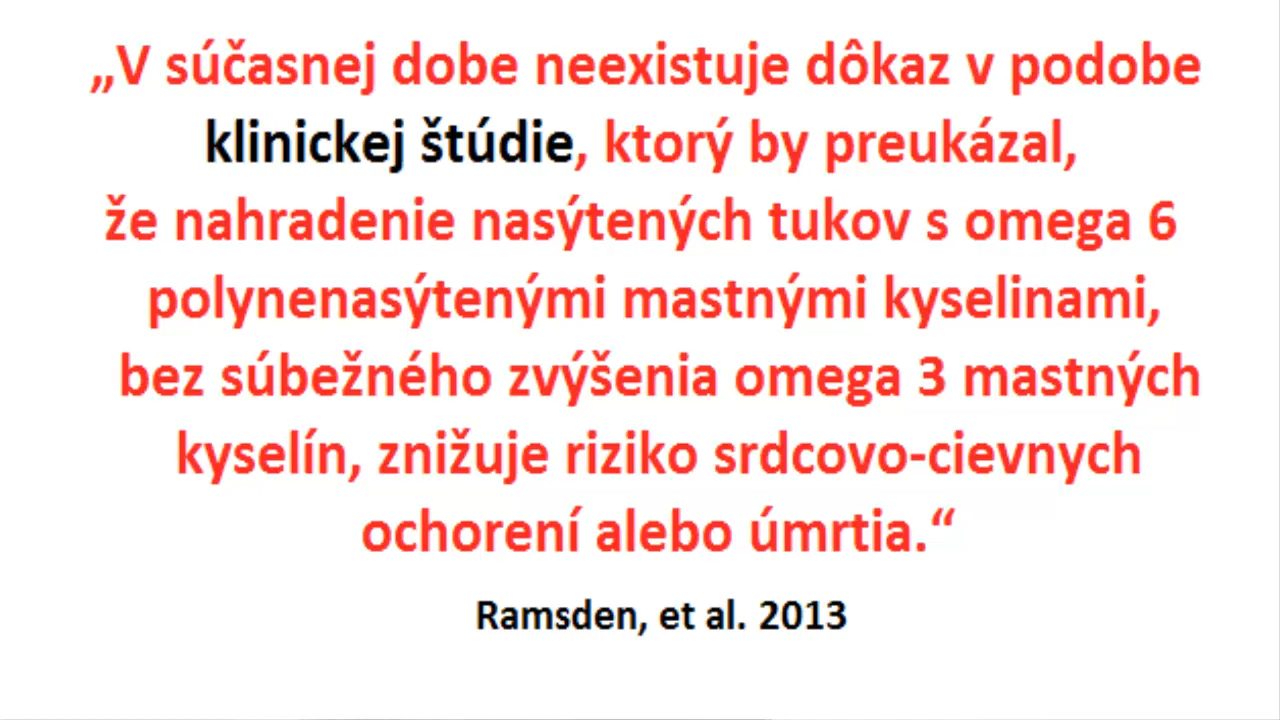 „V súčasnej dobe neexistuje dôkaz v podobe
klinickej štúdie, ktorý by preukázal,
že nahradenie nasýtených tukov s omega 6
polynenasýtenými mastnými kyselinami,
bez súbežného zvýšenia omega 3 mastných
kyselín, znižuje riziko srdcovo-cievnych
ochorení alebo úmrtia.“
Ramsden, et al. 2013